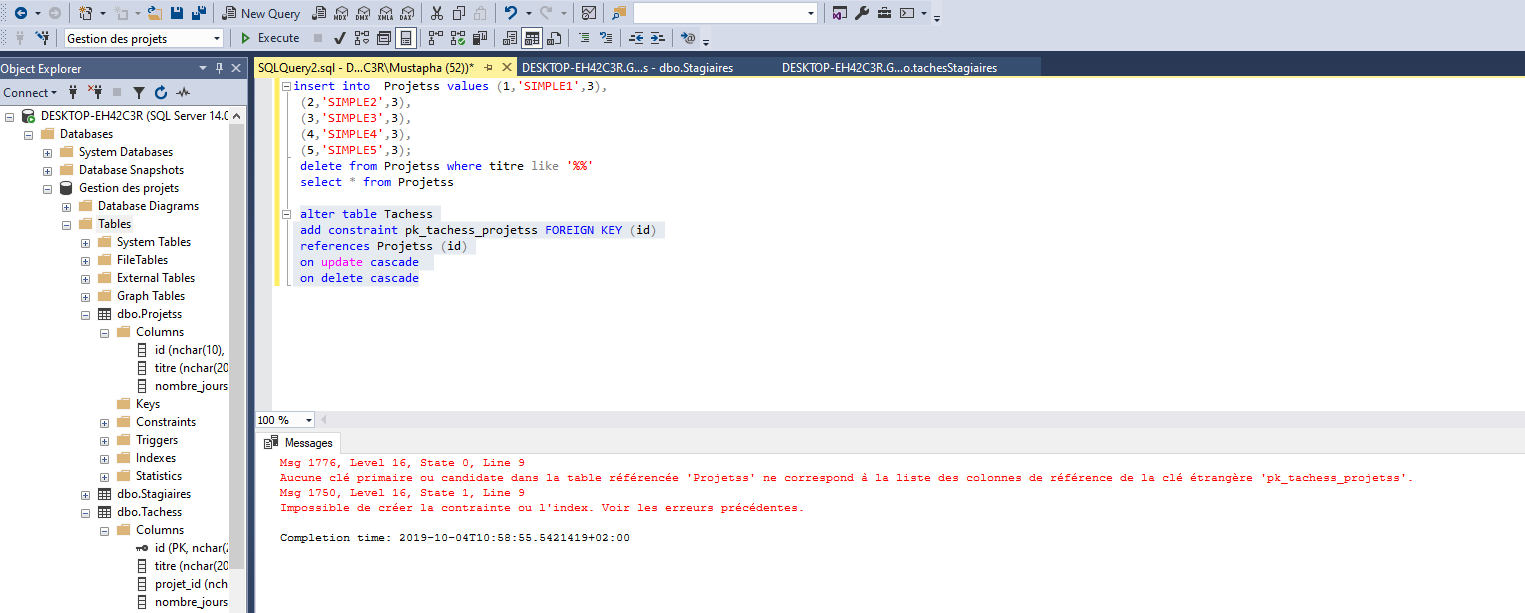 New Query
MDX
DMX
XMLA
DAX
Gestion des projets
Execute
Object Explorer
SQLQuery2.sql - D...C3R\Mustapha (52))*
DESKTOP-EH42C3R.G...s - dbo.Stagiaires
DESKTOP-EH42C3R.G...o.tachesStagiaires
Connect
DESKTOP-EH42C3R (SQL Server 14.0
Databases
System Databases
Database Snapshots
Gestion des projets
Database Diagrams
Tables
System Tables
FileTables
External Tables
Graph Tables
dbo.Projetss
Columns
id (nchar(10),
titre (nchar(20
nombre_jours
Keys
Constraints
Triggers
Indexes
Statistics
dbo.Stagiaires
dbo.Tachess
Columns
id (PK, nchar(2
titre (nchar(20
projet_id (nch
nombre_jours
insert into  Projetss values (1,'SIMPLE1',3),
(2,'SIMPLE2',3),
(3,'SIMPLE3',3),
(4,'SIMPLE4',3),
(5,'SIMPLE5',3);
delete from Projetss where titre like '%%'
select * from Projetss
alter table Tachess
add constraint pk_tachess_projetss FOREIGN KEY (id)
references Projetss (id)
on update cascade
on delete cascade
100 %
Messages
Msg 1776, Level 16, State 0, Line 9
Aucune clé primaire ou candidate dans la table référencée 'Projetss' ne correspond à la liste des colonnes de référence de la clé étrangère 'pk_tachess_projetss'.
Msg 1750, Level 16, State 1, Line 9
Impossible de créer la contrainte ou l'index. Voir les erreurs précédentes.
Completion time: 2019-10-04T10:58:55.5421419+02:00